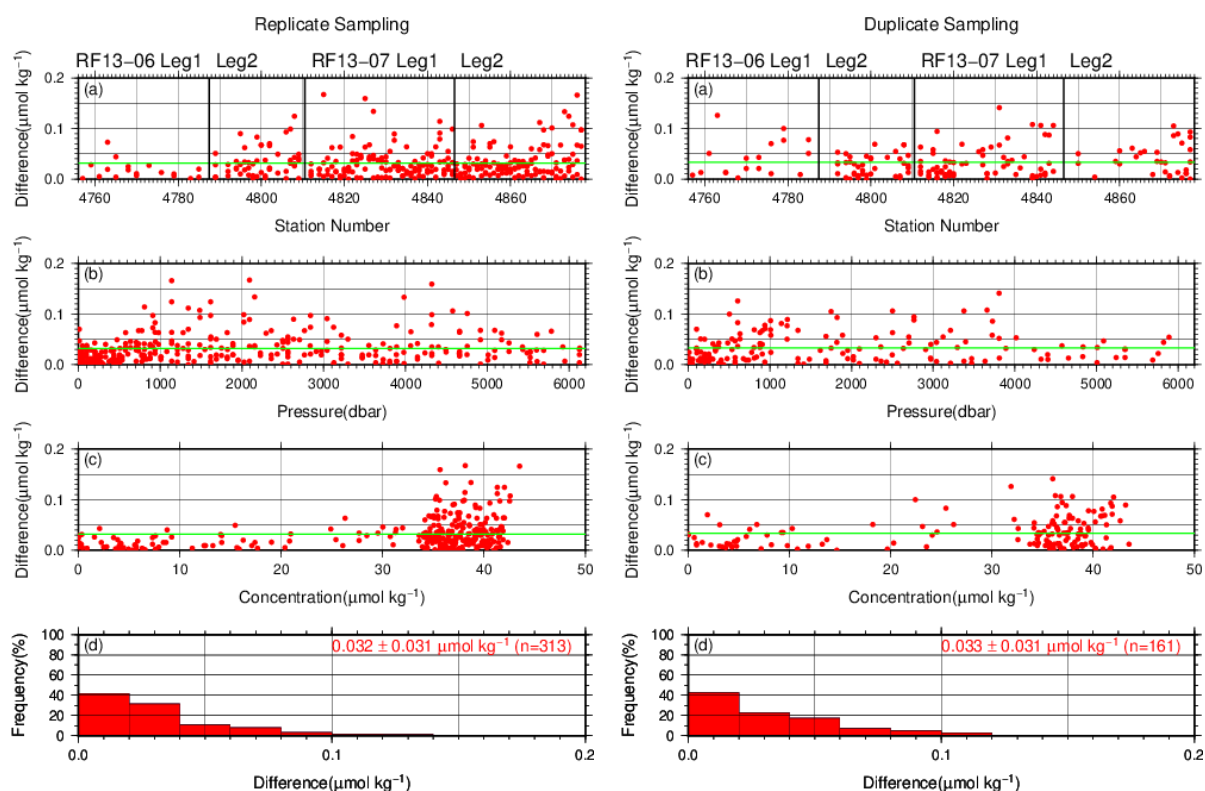 Replicate Sampling
RF13−06 Leg1 Leg2 RF13−07 Leg1 Leg2
Difference(μmol kg⁻¹)
0.2
0.1
0.0
(a)
4760 4780 4800 4820 4840 4860
Station Number
Difference(μmol kg⁻¹)
0.2
0.1
0.0
(b)
0 1000 2000 3000 4000 5000 6000
Pressure(dbar)
Difference(μmol kg⁻¹)
0.2
0.1
0.0
(c)
0 10 20 30 40 50
Concentration(μmol kg⁻¹)
Frequency(%)
100
80
60
40
20
0
(d)
0.032 ± 0.031 μmol kg⁻¹ (n=313)
0.0 0.1 0.2
Difference(μmol kg⁻¹)
Duplicate Sampling
RF13−06 Leg1 Leg2 RF13−07 Leg1 Leg2
Difference(μmol kg⁻¹)
0.2
0.1
0.0
(a)
4760 4780 4800 4820 4840 4860
Station Number
Difference(μmol kg⁻¹)
0.2
0.1
0.0
(b)
0 1000 2000 3000 4000 5000 6000
Pressure(dbar)
Difference(μmol kg⁻¹)
0.2
0.1
0.0
(c)
0 10 20 30 40 50
Concentration(μmol kg⁻¹)
Frequency(%)
100
80
60
40
20
0
(d)
0.033 ± 0.031 μmol kg⁻¹ (n=161)
0.0 0.1 0.2
Difference(μmol kg⁻¹)